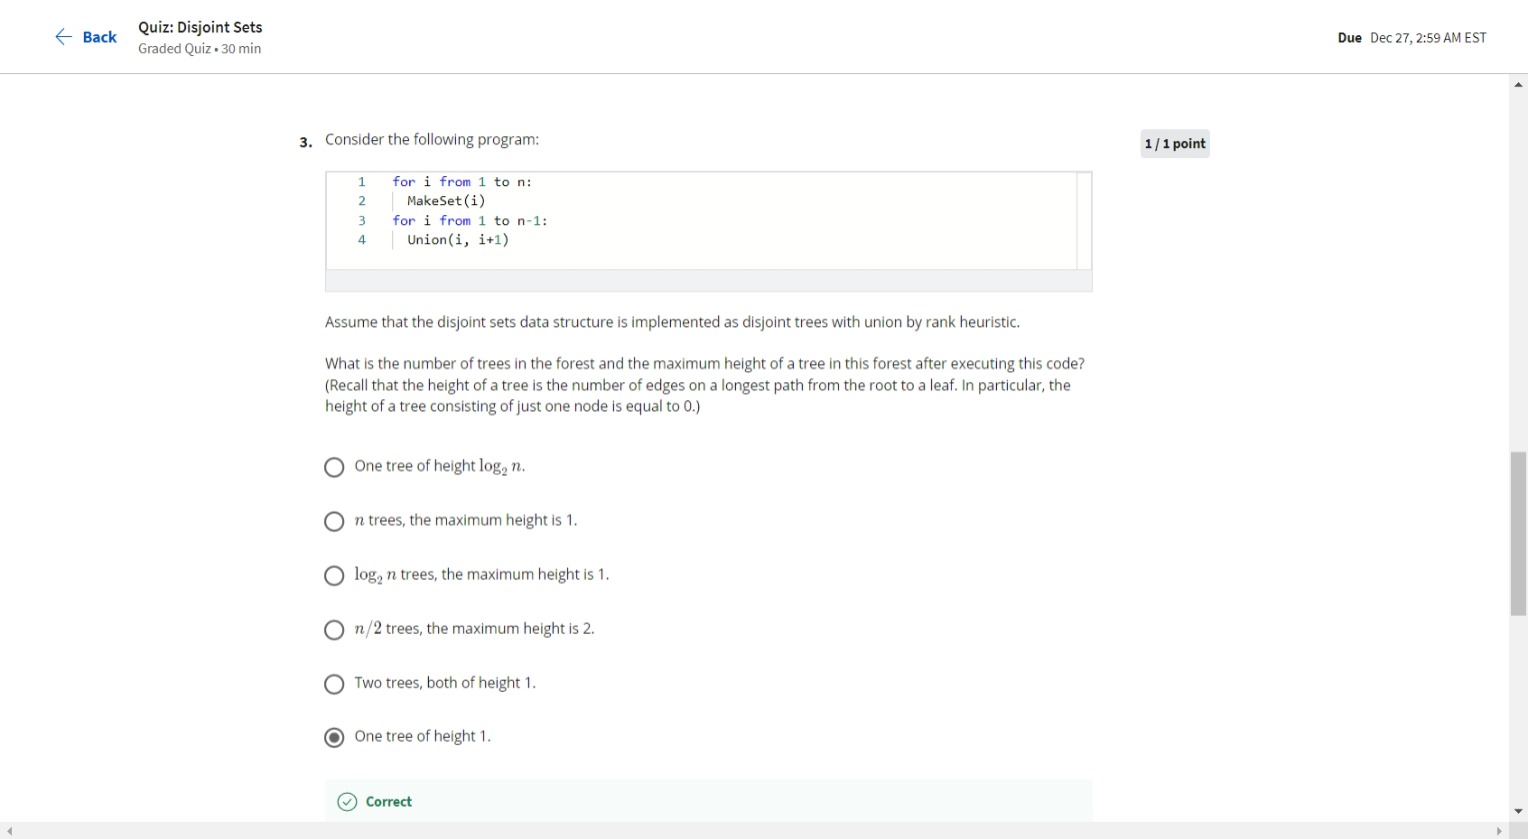 Back
Quiz: Disjoint Sets
Graded Quiz • 30 min
Due Dec 27, 2:59 AM EST
3. Consider the following program:
1 / 1 point
1 for i from 1 to n:
2 MakeSet(i)
3 for i from 1 to n-1:
4 Union(i, i+1)
Assume that the disjoint sets data structure is implemented as disjoint trees with union by rank heuristic.
What is the number of trees in the forest and the maximum height of a tree in this forest after executing this code?
(Recall that the height of a tree is the number of edges on a longest path from the root to a leaf. In particular, the
height of a tree consisting of just one node is equal to 0.)
One tree of height log₂ n.
n trees, the maximum height is 1.
log₂ n trees, the maximum height is 1.
n/2 trees, the maximum height is 2.
Two trees, both of height 1.
One tree of height 1.
Correct